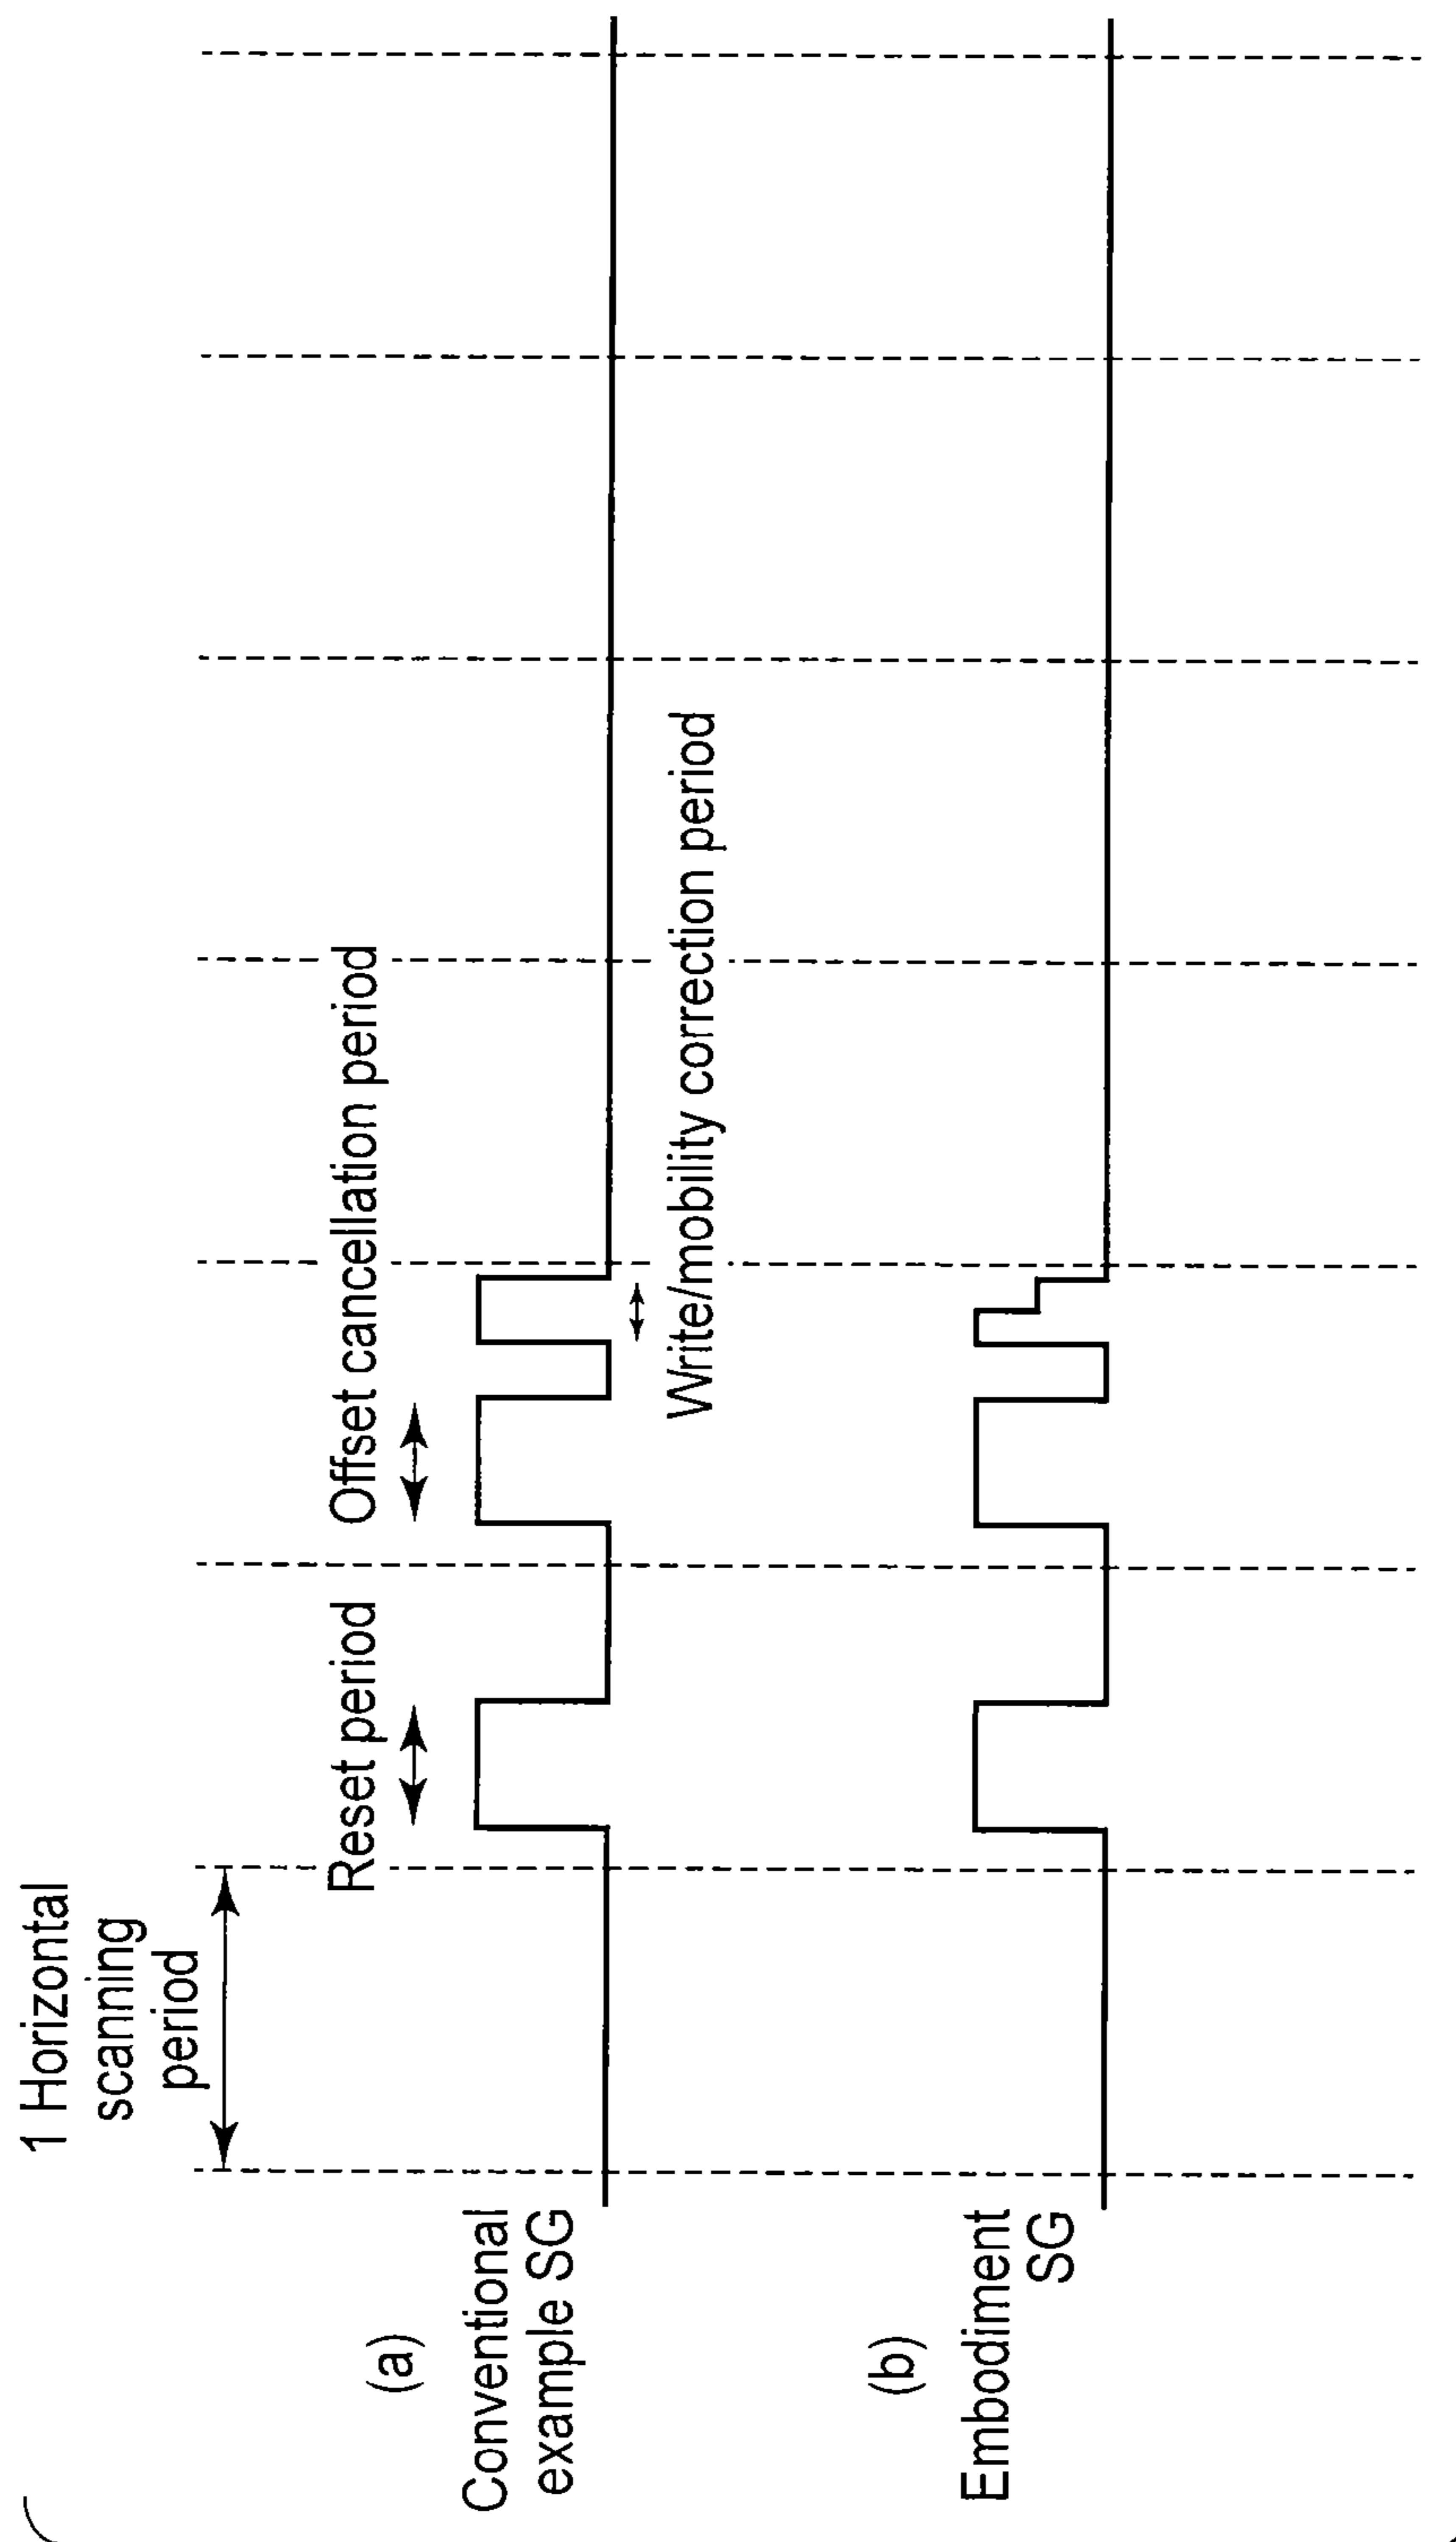 1 Horizontal
scanning
period
Reset period
Offset cancellation period
(a)
Conventional
example SG
Write/mobility correction period
(b)
Embodiment
SG